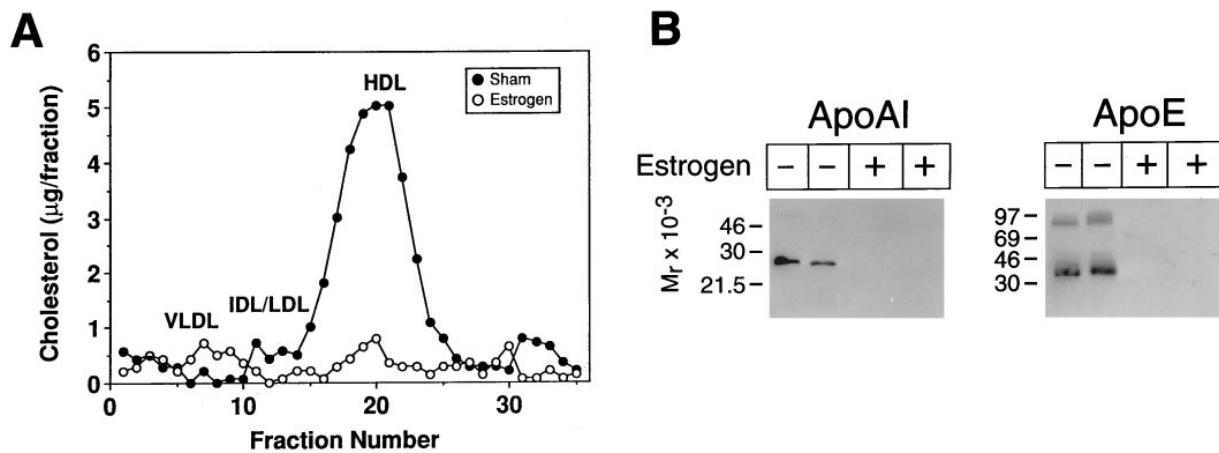 A
Cholesterol (µg/fraction)
6
5
4
3
2
1
0
0 10 20 30
Fraction Number
VLDL
IDL/LDL
HDL
Sham
Estrogen
B
ApoAI
Estrogen − − + +
Mr x 10-3
46
30
21.5
ApoE
− − + +
97
69
46
30